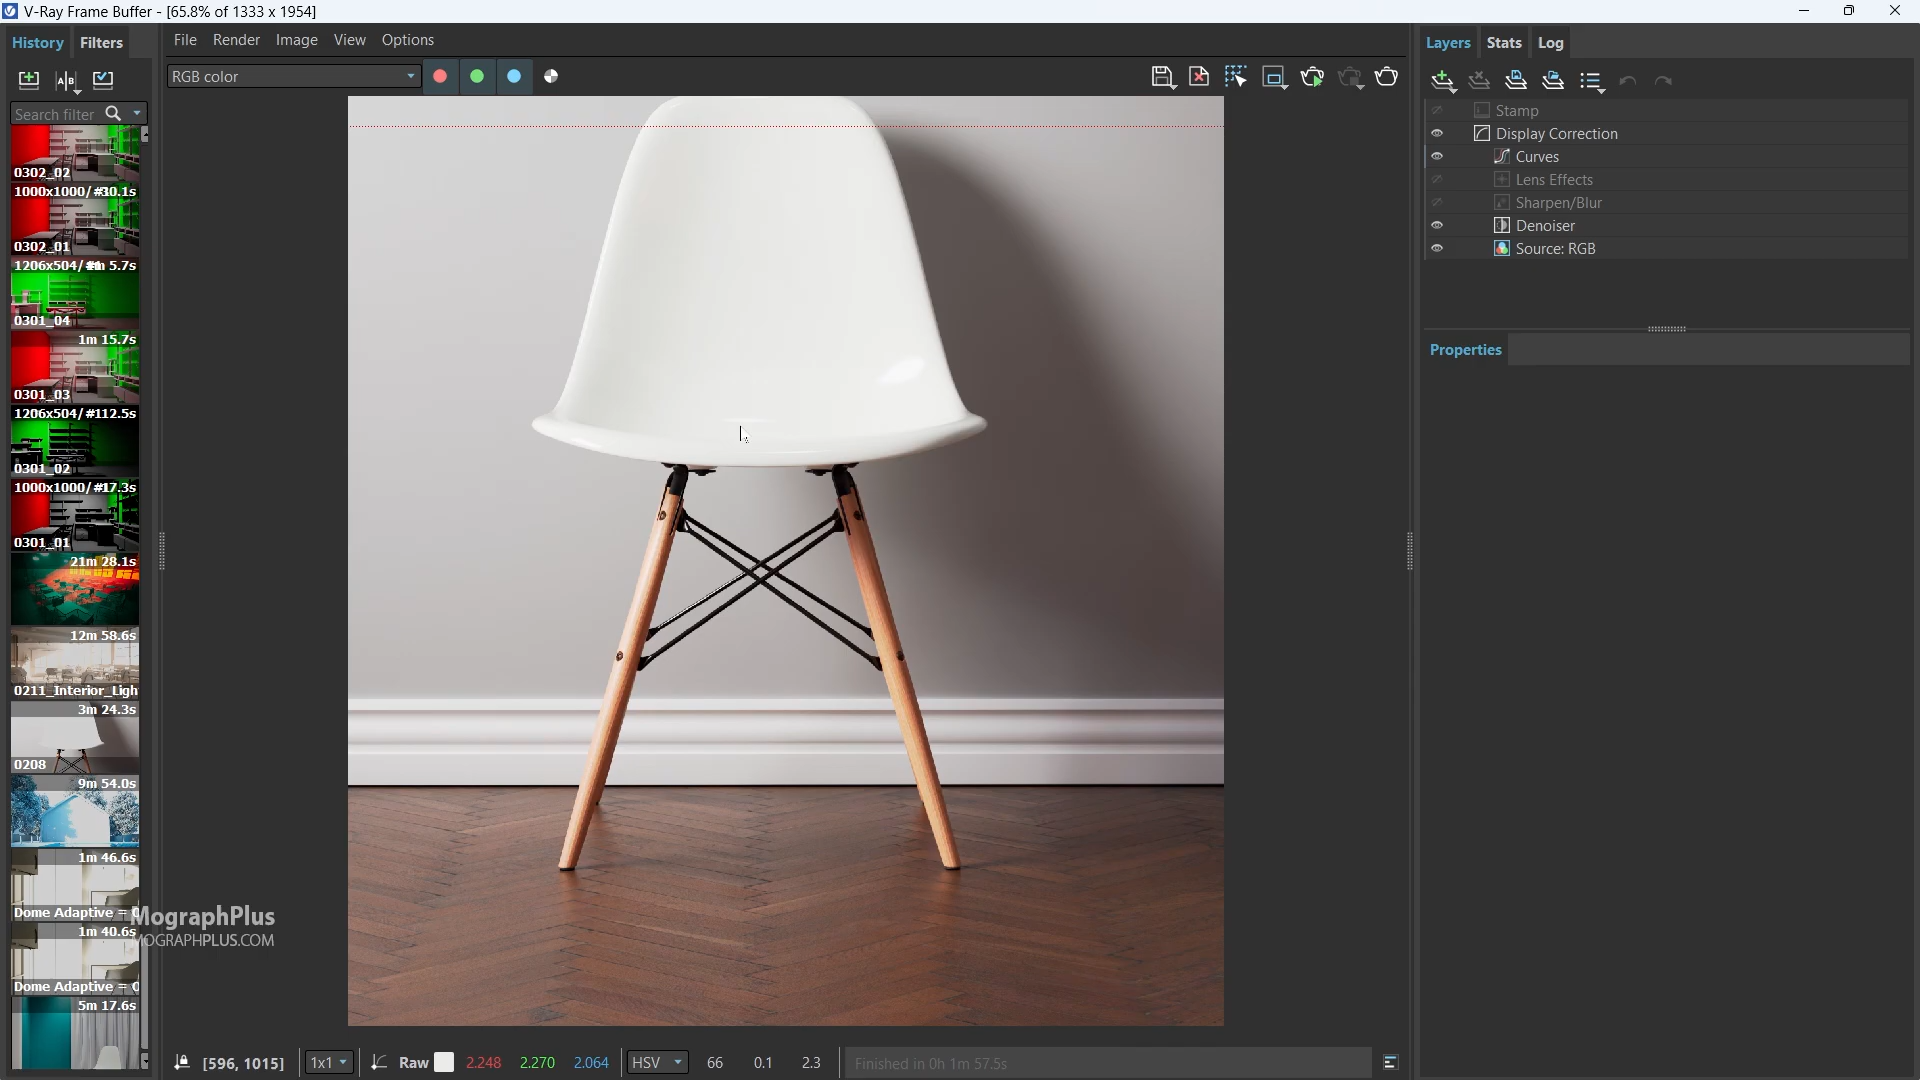 V-Ray Frame Buffer - [65.8% of 1333 x 1954]
History
Filters
File
Render
Image
View
Options
Layers
Stats
Log
RGB color
Search filter
Stamp
Display Correction
Curves
Lens Effects
Sharpen/Blur
Denoiser
Source: RGB
Properties
0302_02
1000x1000/#30.1s
0302_01
1206x504/ 5.7s
0301_04
1m 15.7s
0301_03
1206x504/#112.5s
0301_02
1000x1000/#17.3s
0301_01
21m 28.1s
12m 58.6s
0211_Interior_Ligh
3m 24.3s
0208
9m 54.0s
1m 46.6s
Dome Adaptive = 0
1m 40.6s
Dome Adaptive = 0
5m 17.6s
MographPlus
MOGRAPHPLUS.COM
[596, 1015]
1x1
Raw
2.248
2.270
2.064
HSV
66
0.1
2.3
Finished in 0h 1m 57.5s